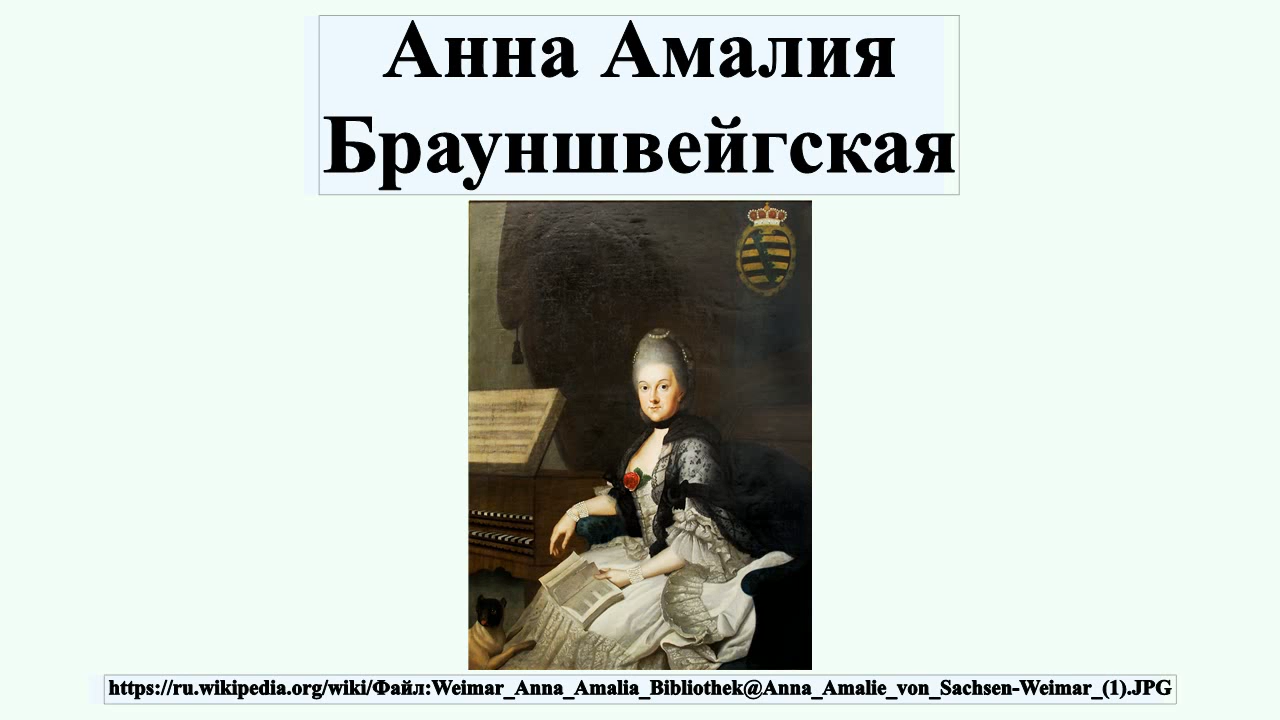 Анна Амалия
Брауншвейгская
https://ru.wikipedia.org/wiki/Файл:Weimar_Anna_Amalia_Bibliothek@Anna_Amalie_von_Sachsen-Weimar_(1).JPG